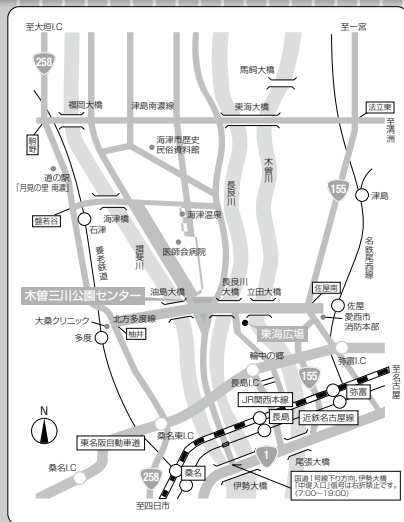 至大垣I.C
至一宮
258
馬飼大橋
福岡大橋
津島南濃線
東海大橋
法立東
至清洲
駒野
海津市歴史
民俗資料館
長良川
木曽川
道の駅
「月見の里 南濃」
155
津島
盤若谷
海津橋
海津温泉
石津
揖斐川
名鉄尾西線
養老鉄道
医師会病院
木曽三川公園センター
油島大橋
長良川
大橋
立田大橋
佐屋南
佐屋
大桑クリニック
北方多度線
柚井
東海広場
愛西市
消防本部
多度
輪中の郷
弥富I.C
長島I.C
155
至名古屋
JR関西本線
弥富
長島
近鉄名古屋線
N
東名阪自動車道
桑名東I.C
1
尾張大橋
桑名I.C
258
桑名
伊勢大橋
至四日市
国道1号線下り方向、伊勢大橋
「中堤入口」信号は右折禁止です。
(7:00〜19:00)